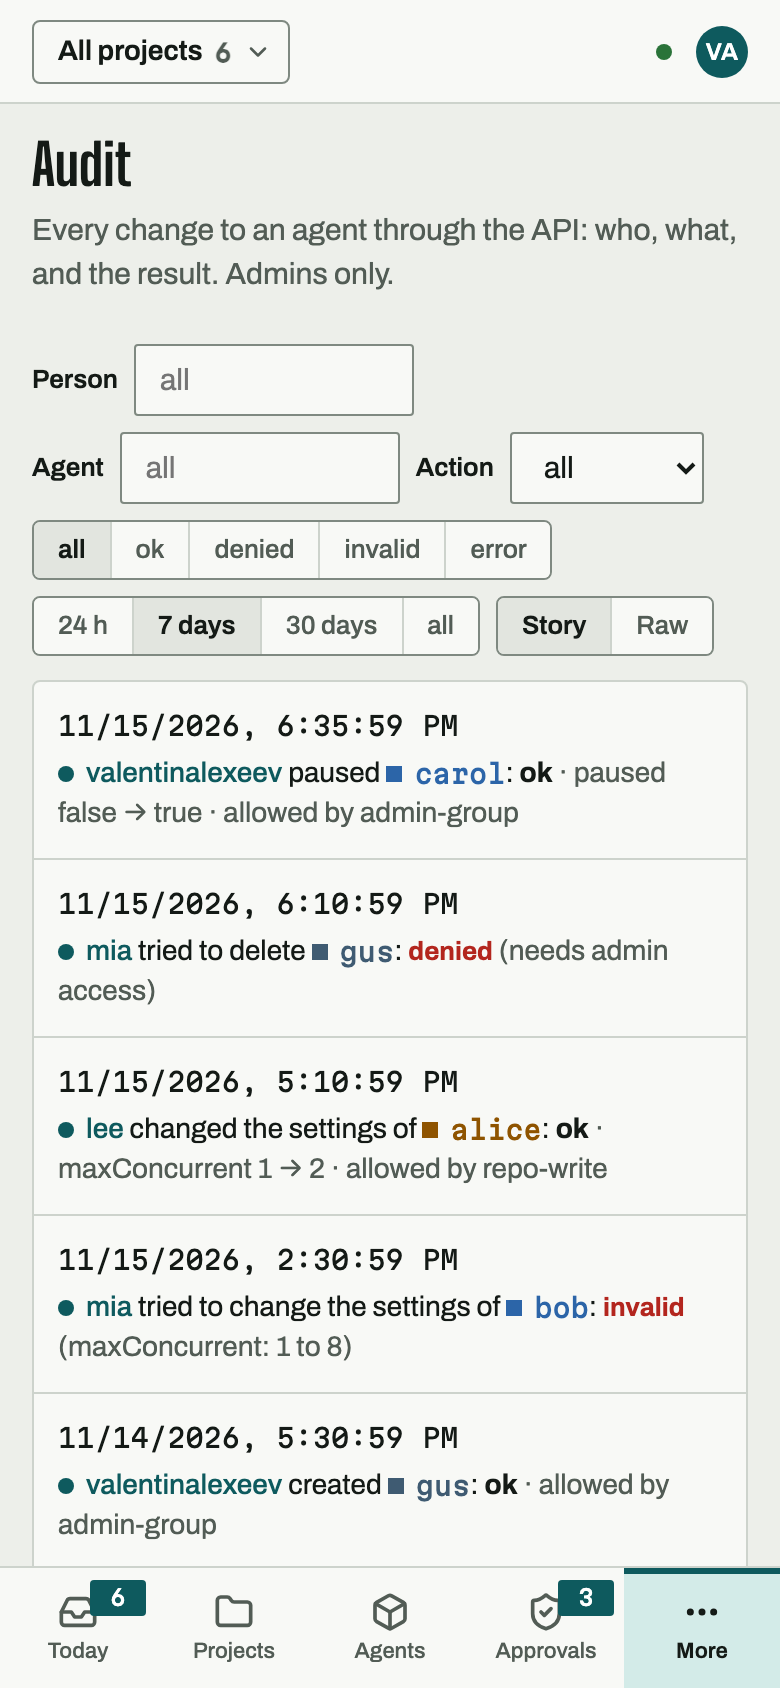 All projects 6
VA
Audit
Every change to an agent through the API: who, what,
and the result. Admins only.
Person all
Agent all Action all
all ok denied invalid error
24 h 7 days 30 days all Story Raw
11/15/2026, 6:35:59 PM
valentinalexeev paused carol: ok · paused
false → true · allowed by admin-group
11/15/2026, 6:10:59 PM
mia tried to delete gus: denied (needs admin
access)
11/15/2026, 5:10:59 PM
lee changed the settings of alice: ok ·
maxConcurrent 1 → 2 · allowed by repo-write
11/15/2026, 2:30:59 PM
mia tried to change the settings of bob: invalid
(maxConcurrent: 1 to 8)
11/14/2026, 5:30:59 PM
valentinalexeev created gus: ok · allowed by
admin-group
6 3
Today Projects Agents Approvals More